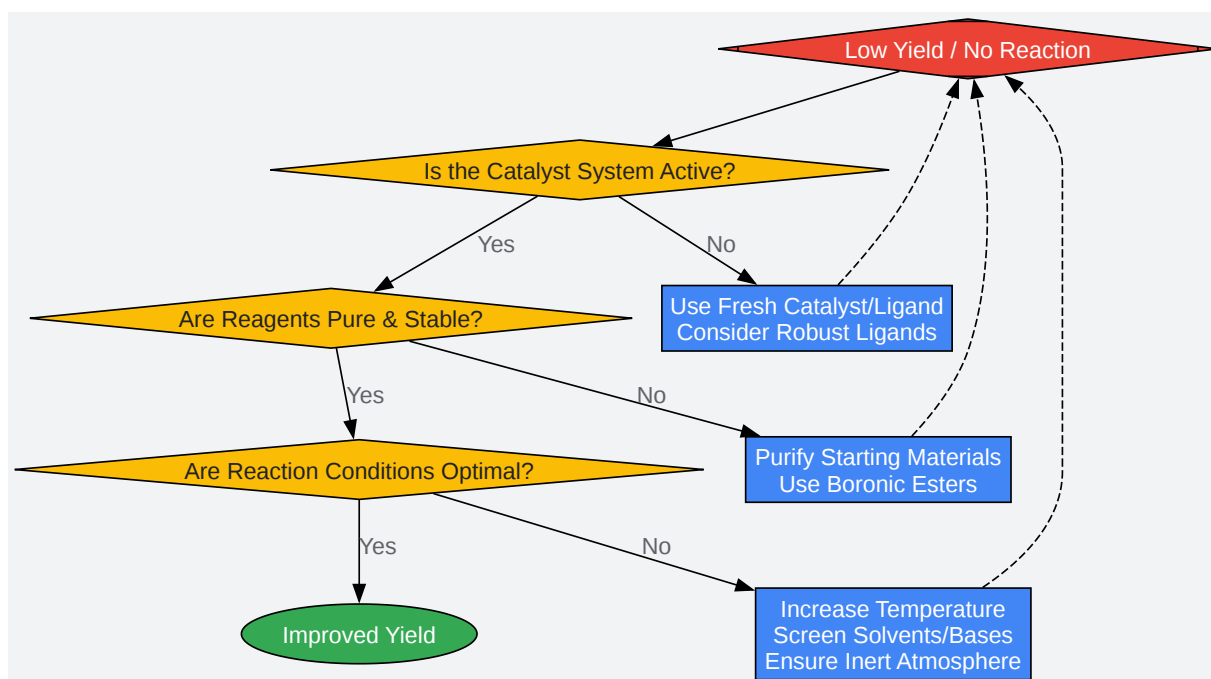 Low Yield / No Reaction
Is the Catalyst System Active?
Yes
No
Use Fresh Catalyst/Ligand
Consider Robust Ligands
Are Reagents Pure & Stable?
Yes
No
Purify Starting Materials
Use Boronic Esters
Are Reaction Conditions Optimal?
Yes
No
Increase Temperature
Screen Solvents/Bases
Ensure Inert Atmosphere
Improved Yield